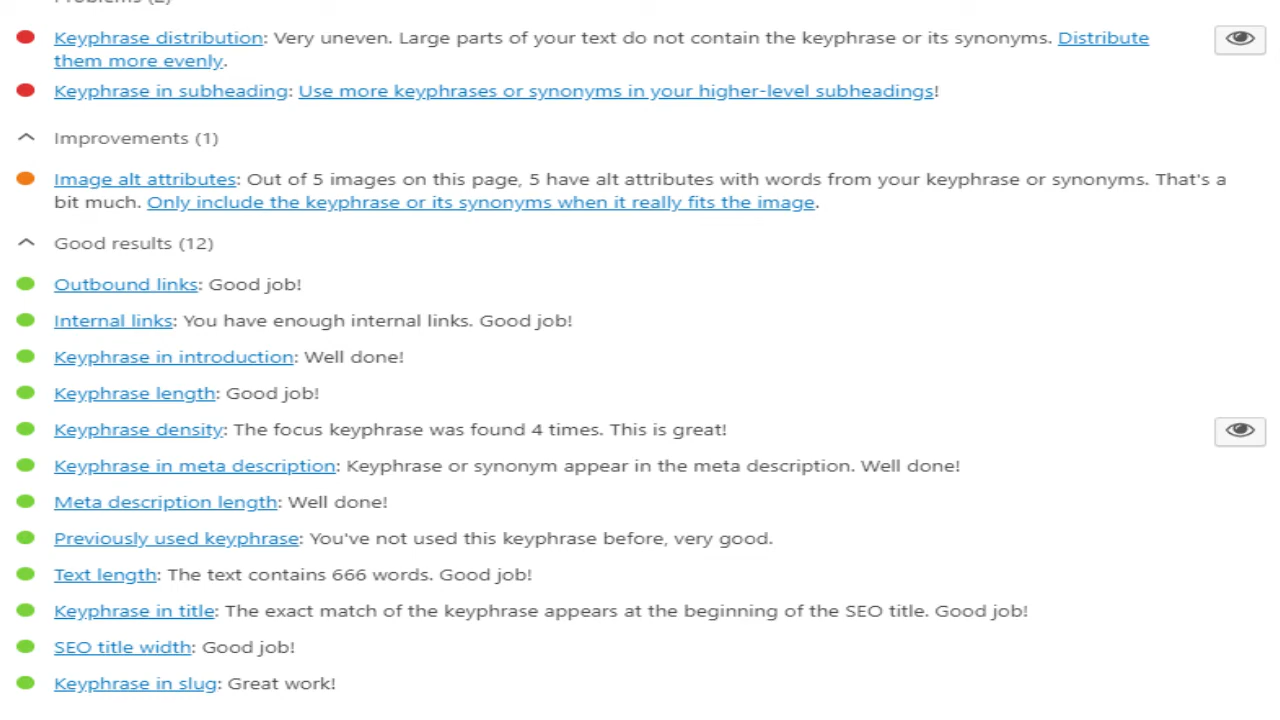 Problems (2)
Keyphrase distribution: Very uneven. Large parts of your text do not contain the keyphrase or its synonyms. Distribute
them more evenly.
Keyphrase in subheading: Use more keyphrases or synonyms in your higher-level subheadings!
Improvements (1)
Image alt attributes: Out of 5 images on this page, 5 have alt attributes with words from your keyphrase or synonyms. That's a
bit much. Only include the keyphrase or its synonyms when it really fits the image.
Good results (12)
Outbound links: Good job!
Internal links: You have enough internal links. Good job!
Keyphrase in introduction: Well done!
Keyphrase length: Good job!
Keyphrase density: The focus keyphrase was found 4 times. This is great!
Keyphrase in meta description: Keyphrase or synonym appear in the meta description. Well done!
Meta description length: Well done!
Previously used keyphrase: You've not used this keyphrase before, very good.
Text length: The text contains 666 words. Good job!
Keyphrase in title: The exact match of the keyphrase appears at the beginning of the SEO title. Good job!
SEO title width: Good job!
Keyphrase in slug: Great work!